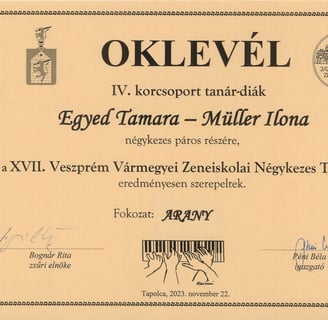 OKLEVÉL
IV. korcsoport tanár-diák
Egyed Tamara – Müller Ilona
négykezes páros részére,
a XVII. Veszprém Vármegyei Zeneiskolai Négykezes T
eredményesen szerepeltek.
Fokozat: ARANY
Bognár Rita
zsűri elnöke
Péni Béla
igazgató
Tapolca, 2023. november 22.